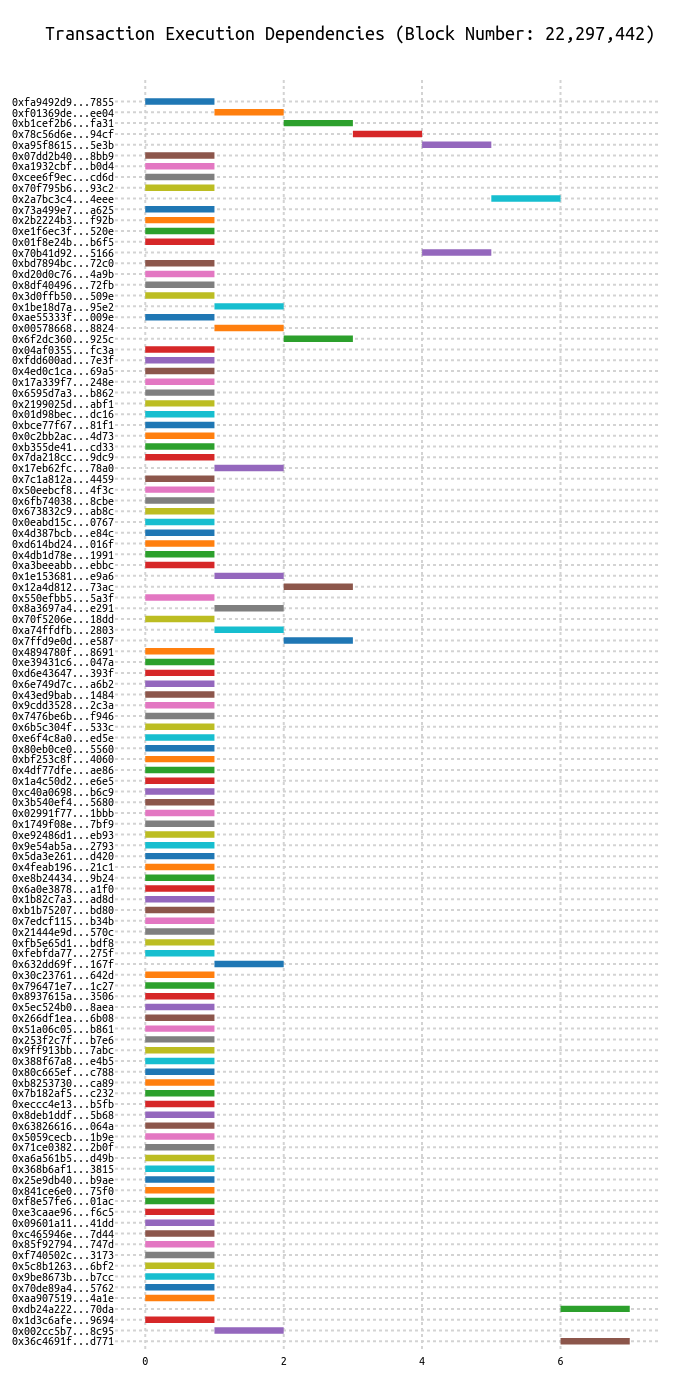 Transaction Execution Dependencies (Block Number: 22,297,442)
0xfa9492d9...7855
0xf01369de...ee04
0xb1cef2b6...fa31
0x78c56d6e...94cf
0xa95f8615...5e3b
0x07dd2b40...8bb9
0xa1932cbf...b0d4
0xcee6f9ec...cd6d
0x70f795b6...93c2
0x2a7bc3c4...4eee
0x73a499e7...a625
0x2b2224b3...f92b
0xe1f6ec3f...520e
0x01f8e24b...b6f5
0x70b41d92...5166
0xbd7894bc...72c0
0xd20d0c76...4a9b
0x8df40496...72fb
0x3d0ffb50...509e
0x1be18d7a...95e2
0xae55333f...009e
0x00578668...8824
0x6f2dc360...925c
0x04af0355...fc3a
0xfdd600ad...7e3f
0x4ed0c1ca...69a5
0x17a339f7...248e
0x6595d7a3...b862
0x2199025d...abf1
0x01d98bec...dc16
0xbce77f67...81f1
0x0c2bb2ac...4d73
0xb355de41...cd33
0x7da218cc...9dc9
0x17eb62fc...78a0
0x7c1a812a...4459
0x50eebcf8...4f3c
0x6fb74038...8cbe
0x673832c9...ab8c
0x0eabd15c...0767
0x4d387bcb...e84c
0xd614bd24...016f
0x4db1d78e...1991
0xa3beeabb...ebbc
0x1e153681...e9a6
0x12a4d812...73ac
0x550efbb5...5a3f
0x8a3697a4...e291
0x70f5206e...18dd
0xa74ffdfb...2803
0x7ffd9e0d...e587
0x4894780f...8691
0xe39431c6...047a
0xd6e43647...393f
0x6e749d7c...a6b2
0x43ed9bab...1484
0x9cdd3528...2c3a
0x7476be6b...f946
0x6b5c304f...533c
0xe6f4c8a0...ed5e
0x80eb0ce0...5560
0xbf253c8f...4060
0x4df77dfe...ae86
0x1a4c50d2...e6e5
0xc40a0698...b6c9
0x3b540ef4...5680
0x02991f77...1bbb
0x1749f08e...7bf9
0xe92486d1...eb93
0x9e54ab5a...2793
0x5da3e261...d420
0x4feab196...21c1
0xe8b24434...9b24
0x6a0e3878...a1f0
0x1b82c7a3...ad8d
0xb1b75207...bd80
0x7edcf115...b34b
0x21444e9d...570c
0xfb5e65d1...bdf8
0xfebfda77...275f
0x632dd69f...167f
0x30c23761...642d
0x796471e7...1c27
0x8937615a...3506
0x5ec524b0...8aea
0x266df1ea...6b08
0x51a06c05...b861
0x253f2c7f...b7e6
0x9ff913bb...7abc
0x388f67a8...e4b5
0x80c665ef...c788
0xb8253730...ca89
0x7b182af5...c232
0xeccc4e13...b5fb
0x8deb1ddf...5b68
0x63826616...064a
0x5059cecb...1b9e
0x71ce0382...2b0f
0xa6a561b5...d49b
0x368b6af1...3815
0x25e9db40...b9ae
0x841ce6e0...75f0
0xf8e57fe6...01ac
0xe3caae96...f6c5
0x09601a11...41dd
0xc465946e...7d44
0x85f92794...747d
0xf740502c...3173
0x5c8b1263...6bf2
0x9be8673b...b7cc
0x70de89a4...5762
0xaa907519...4a1e
0xdb24a222...70da
0x1d3c6afe...9694
0x002cc5b7...8c95
0x36c4691f...d771
0 2 4 6